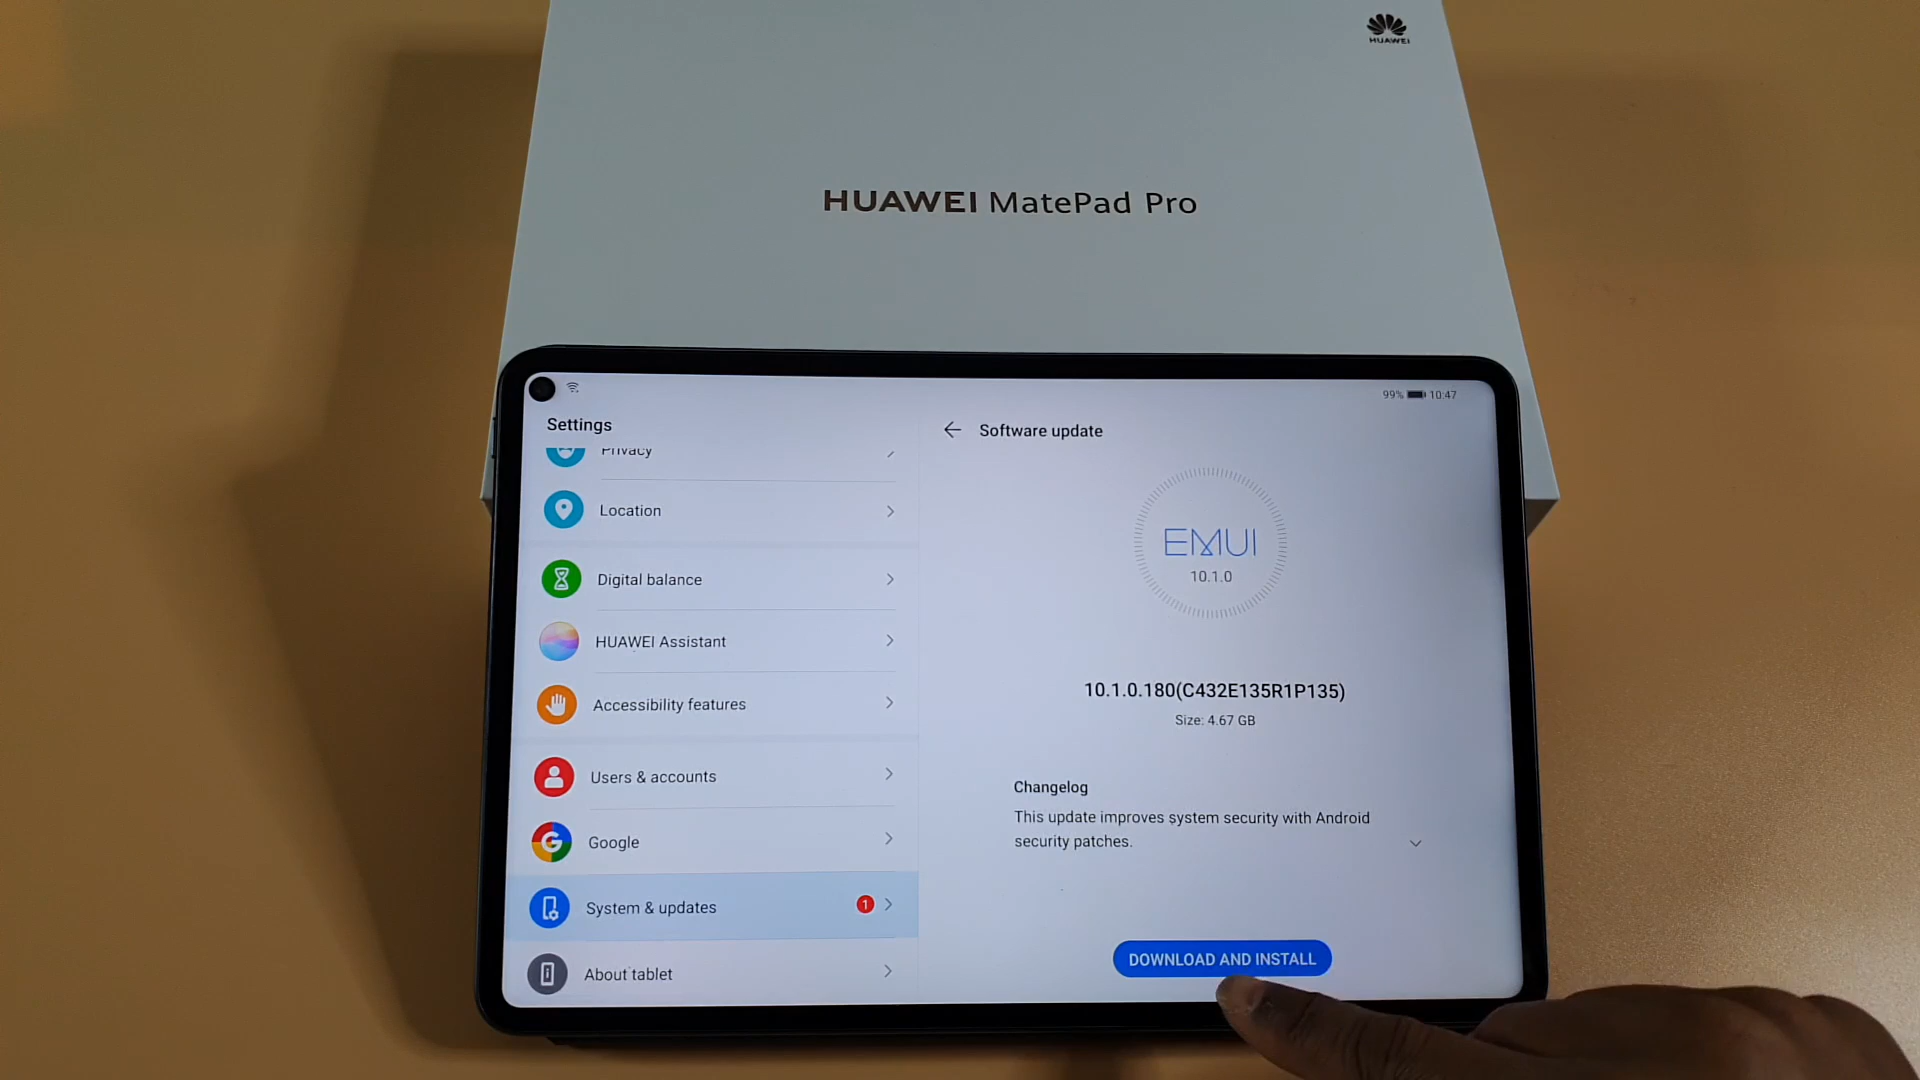 HUAWEI
HUAWEI MatePad Pro
99% 10:47
Settings
Privacy
Location
Digital balance
HUAWEI Assistant
Accessibility features
Users & accounts
Google
System & updates 1
About tablet
Software update
EMUI
10.1.0
10.1.0.180(C432E135R1P135)
Size: 4.67 GB
Changelog
This update improves system security with Android
security patches.
DOWNLOAD AND INSTALL